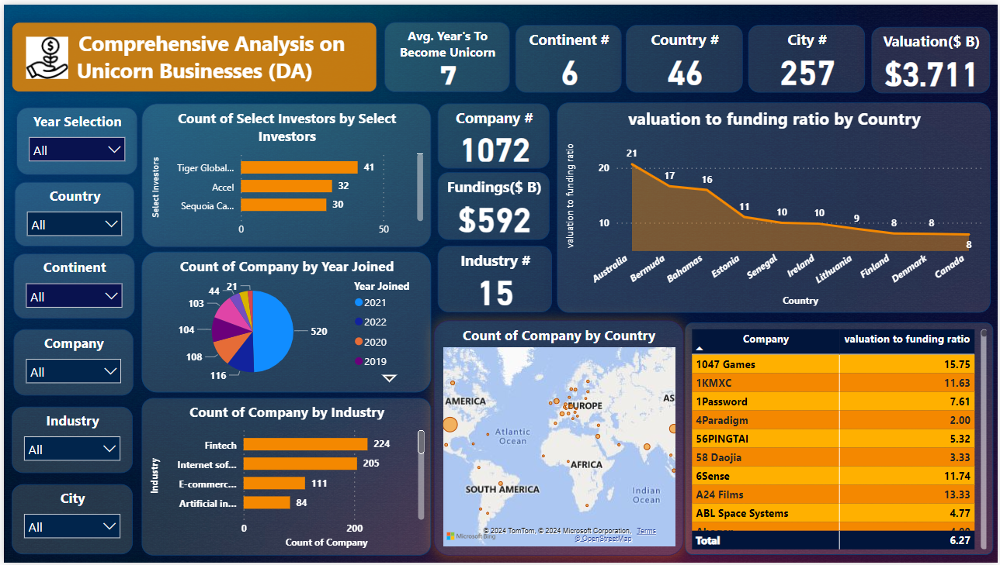 Comprehensive Analysis on
Unicorn Businesses (DA)
$
Avg. Year's To
Become Unicorn
7
Continent #
6
Country #
46
City #
257
Valuation($ B)
$3.711
Year Selection
All
Country
All
Continent
All
Company
All
Industry
All
City
All
Count of Select Investors by Select
Investors
Select Investors
Tiger Global... 41
Accel 32
Sequoia Ca... 30
0 50
Count of Company by Year Joined
44 21
103
104
108
116
520
Year Joined
2021
2022
2020
2019
Count of Company by Industry
Industry
Fintech 224
Internet sof... 205
E-commerc... 111
Artificial in... 84
0 200
Count of Company
Company #
1072
Fundings($ B)
$592
Industry #
15
valuation to funding ratio by Country
valuation to funding ratio
20
10
21
17
16
11
10
10
9
8
8
8
Australia
Bermuda
Bahamas
Estonia
Senegal
Ireland
Lithuania
Finland
Denmark
Canada
Country
Count of Company by Country
AMERICA
EUROPE
AS
Atlantic
Ocean
AFRICA
SOUTH AMERICA
Indian
Ocean
© 2024 TomTom, © 2024 Microsoft Corporation, Terms
© OpenStreetMap
Microsoft Bing
Company valuation to funding ratio
1047 Games 15.75
1KMXC 11.63
1Password 7.61
4Paradigm 2.00
56PINGTAI 5.32
58 Daojia 3.33
6Sense 11.74
A24 Films 13.33
ABL Space Systems 4.77
Total 6.27